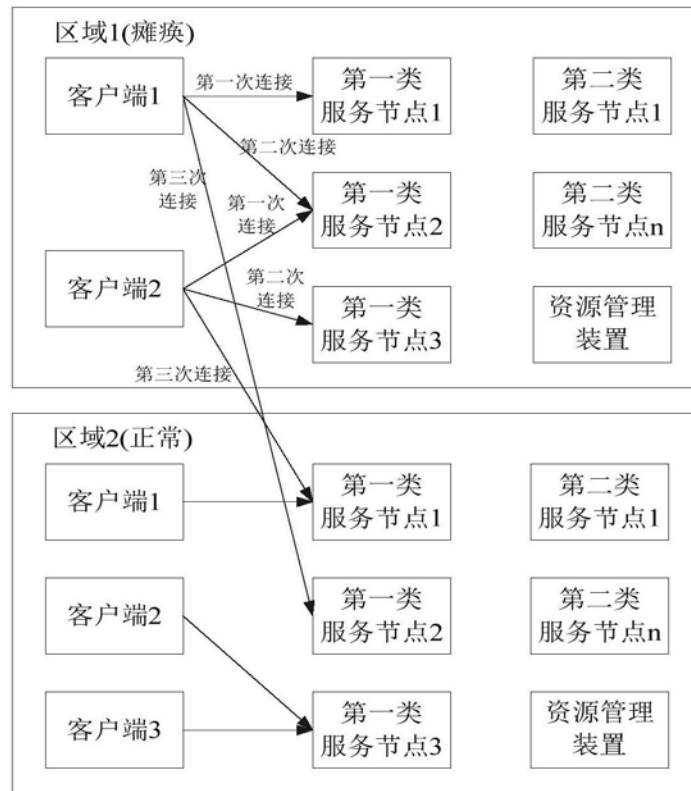 区域1(瘫痪)
客户端1
第一次连接
第一类
服务节点1
第二类
服务节点1
第二次连接
第三次
连接
第一次
连接
第一类
服务节点2
第二类
服务节点n
客户端2
第二次
连接
第一类
服务节点3
资源管理
装置
第三次连接
区域2(正常)
客户端1
第一类
服务节点1
第二类
服务节点1
客户端2
第一类
服务节点2
第二类
服务节点n
客户端3
第一类
服务节点3
资源管理
装置